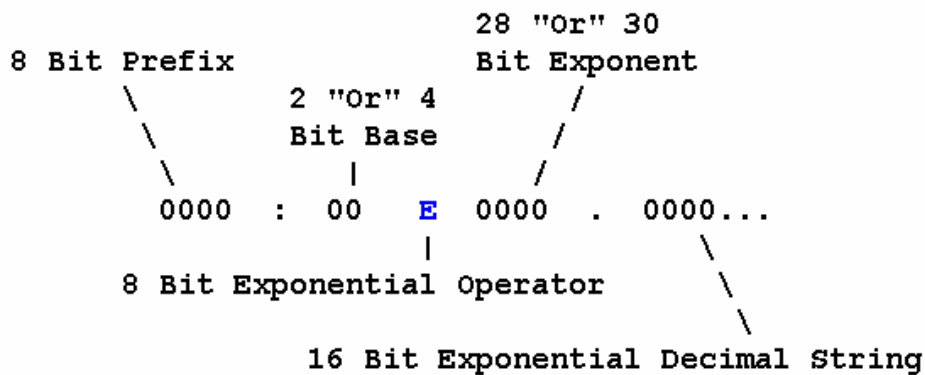 28 "Or" 30
8 Bit Prefix Bit Exponent
2 "Or" 4
Bit Base
0000 : 00 E 0000 . 0000...
8 Bit Exponential Operator
16 Bit Exponential Decimal String